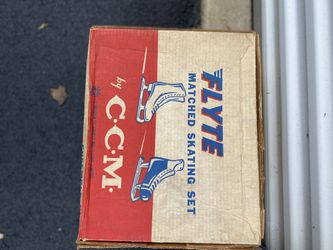 FLYTE
MATCHED SKATING SET
by C·C·M